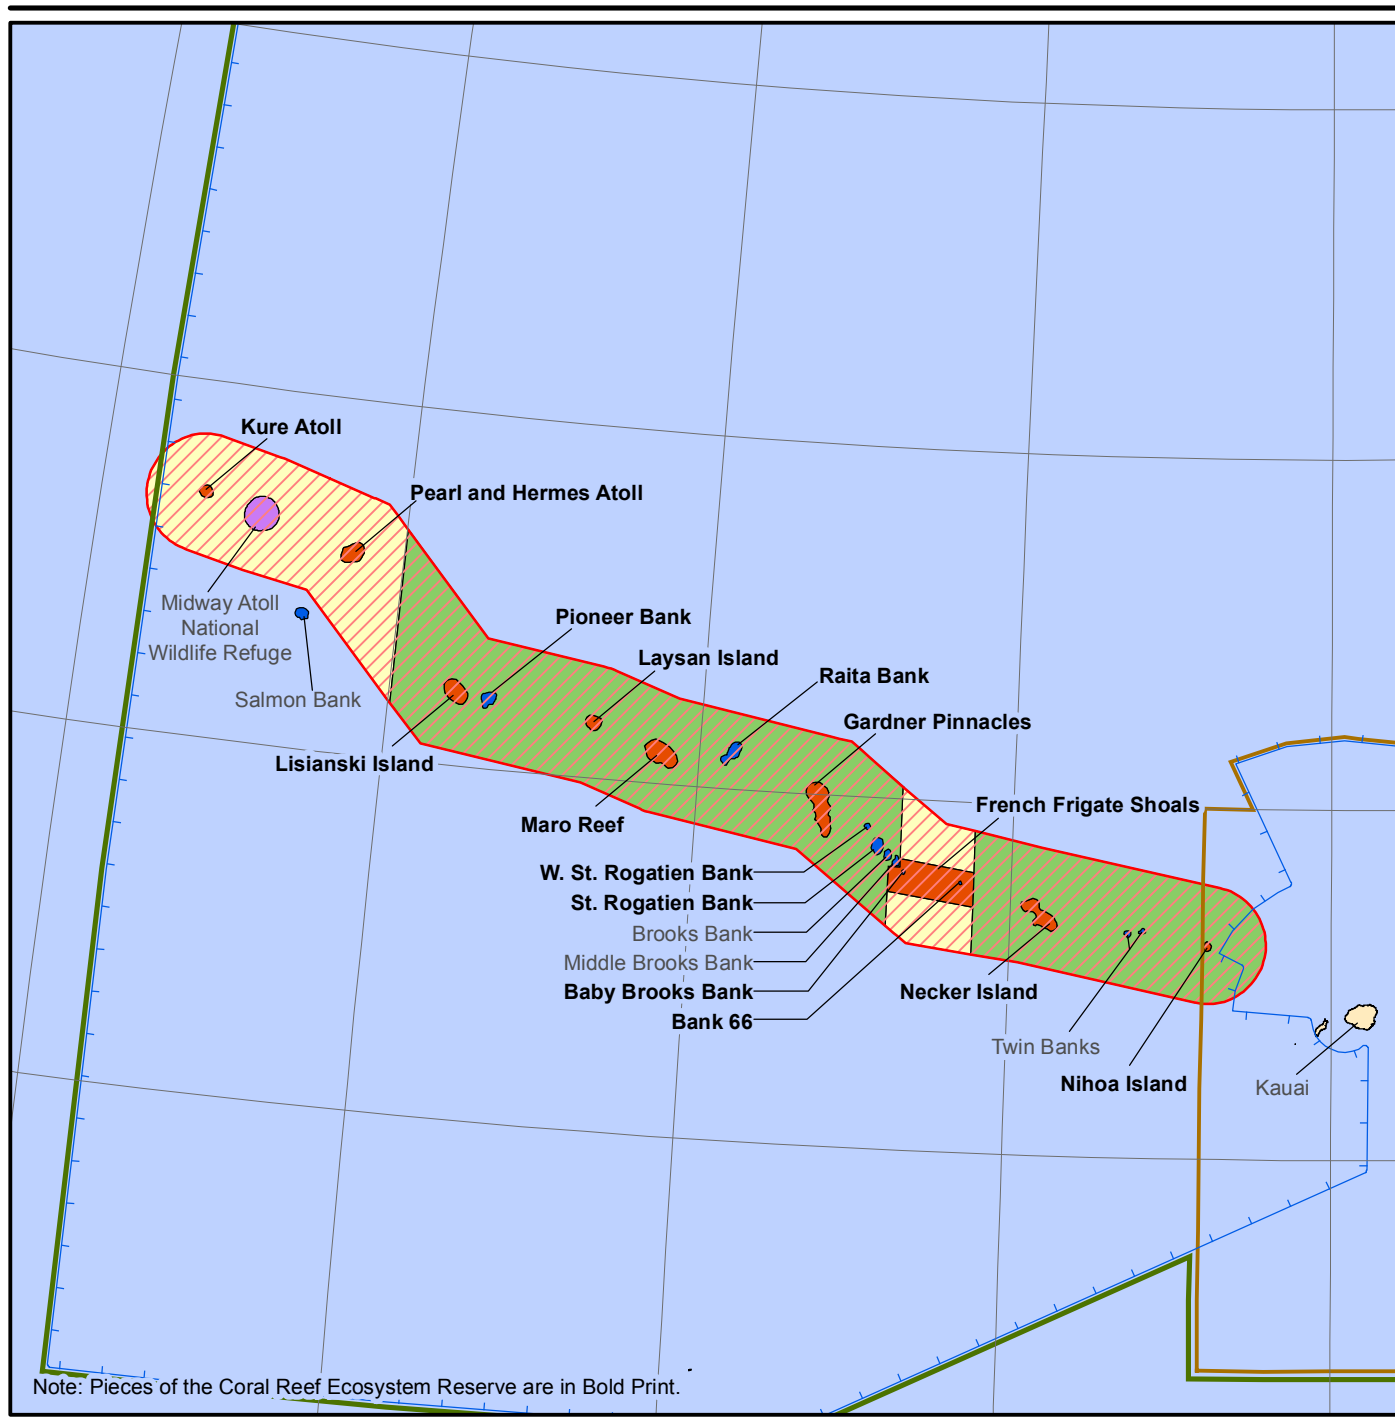 Kure Atoll
Pearl and Hermes Atoll
Midway Atoll
National
Wildlife Refuge
Salmon Bank
Pioneer Bank
Laysan Island
Raita Bank
Gardner Pinnacles
Lisianski Island
French Frigate Shoals
Maro Reef
W. St. Rogatien Bank
St. Rogatien Bank
Brooks Bank
Middle Brooks Bank
Baby Brooks Bank
Bank 66
Necker Island
Twin Banks
Nihoa Island
Kauai
Note: Pieces of the Coral Reef Ecosystem Reserve are in Bold Print.